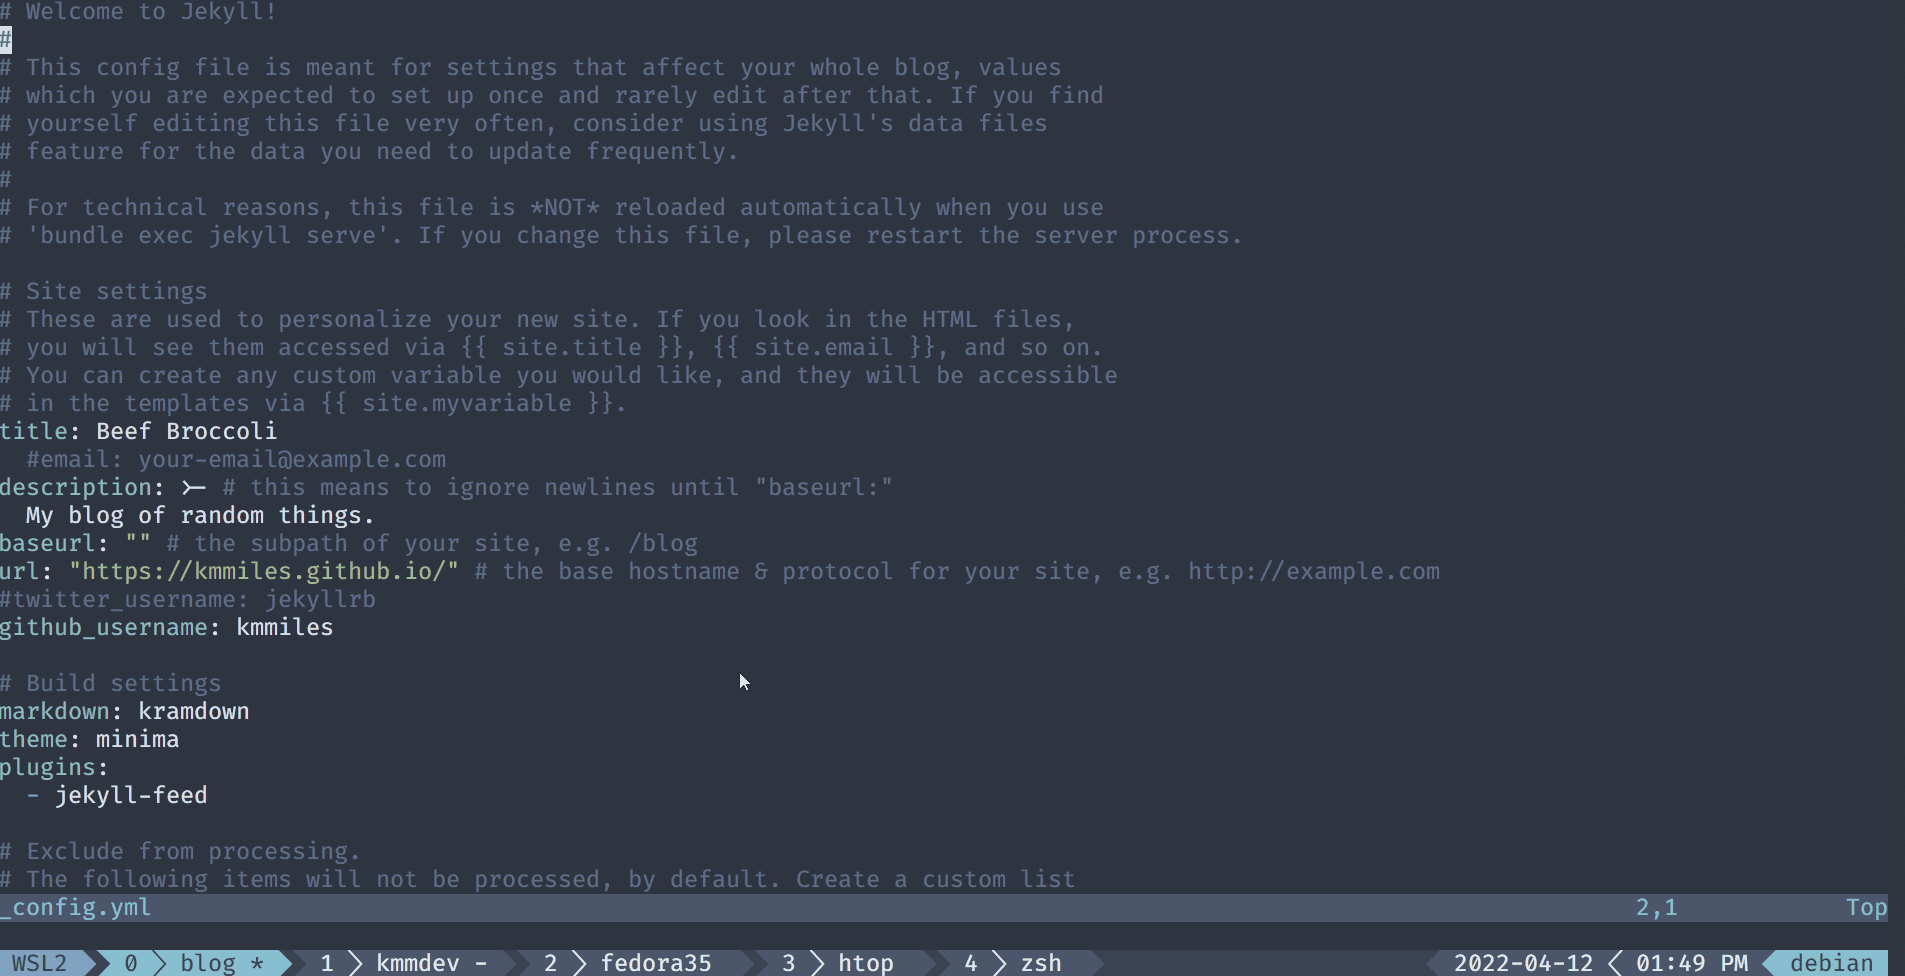 # Welcome to Jekyll!
#
# This config file is meant for settings that affect your whole blog, values
# which you are expected to set up once and rarely edit after that. If you find
# yourself editing this file very often, consider using Jekyll's data files
# feature for the data you need to update frequently.
#
# For technical reasons, this file is *NOT* reloaded automatically when you use
# 'bundle exec jekyll serve'. If you change this file, please restart the server process.

# Site settings
# These are used to personalize your new site. If you look in the HTML files,
# you will see them accessed via {{ site.title }}, {{ site.email }}, and so on.
# You can create any custom variable you would like, and they will be accessible
# in the templates via {{ site.myvariable }}.
title: Beef Broccoli
  #email: your-email@example.com
description: >- # this means to ignore newlines until "baseurl:"
  My blog of random things.
baseurl: "" # the subpath of your site, e.g. /blog
url: "https://kmmiles.github.io/" # the base hostname & protocol for your site, e.g. http://example.com
#twitter_username: jekyllrb
github_username: kmmiles

# Build settings
markdown: kramdown
theme: minima
plugins:
  - jekyll-feed

# Exclude from processing.
# The following items will not be processed, by default. Create a custom list
_config.yml 2,1 Top
WSL2 0 blog * 1 kmmdev - 2 fedora35 3 htop 4 zsh 2022-04-12 01:49 PM debian